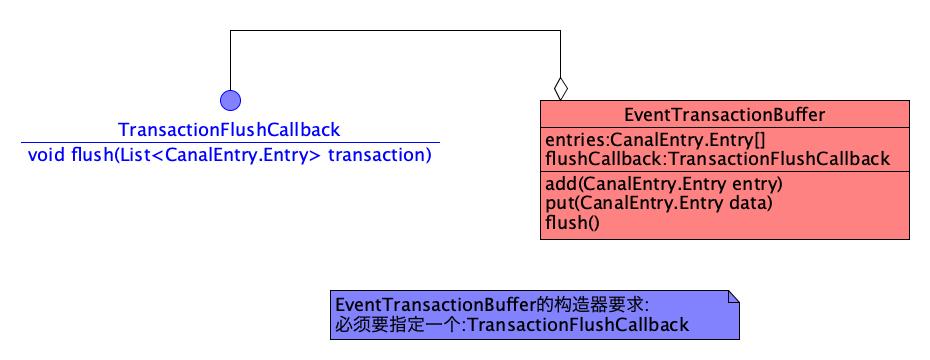 TransactionFlushCallback
void flush(List<CanalEntry.Entry> transaction)
EventTransactionBuffer
entries:CanalEntry.Entry[]
flushCallback:TransactionFlushCallback
add(CanalEntry.Entry entry)
put(CanalEntry.Entry data)
flush()
EventTransactionBuffer的构造器要求:
必须要指定一个:TransactionFlushCallback